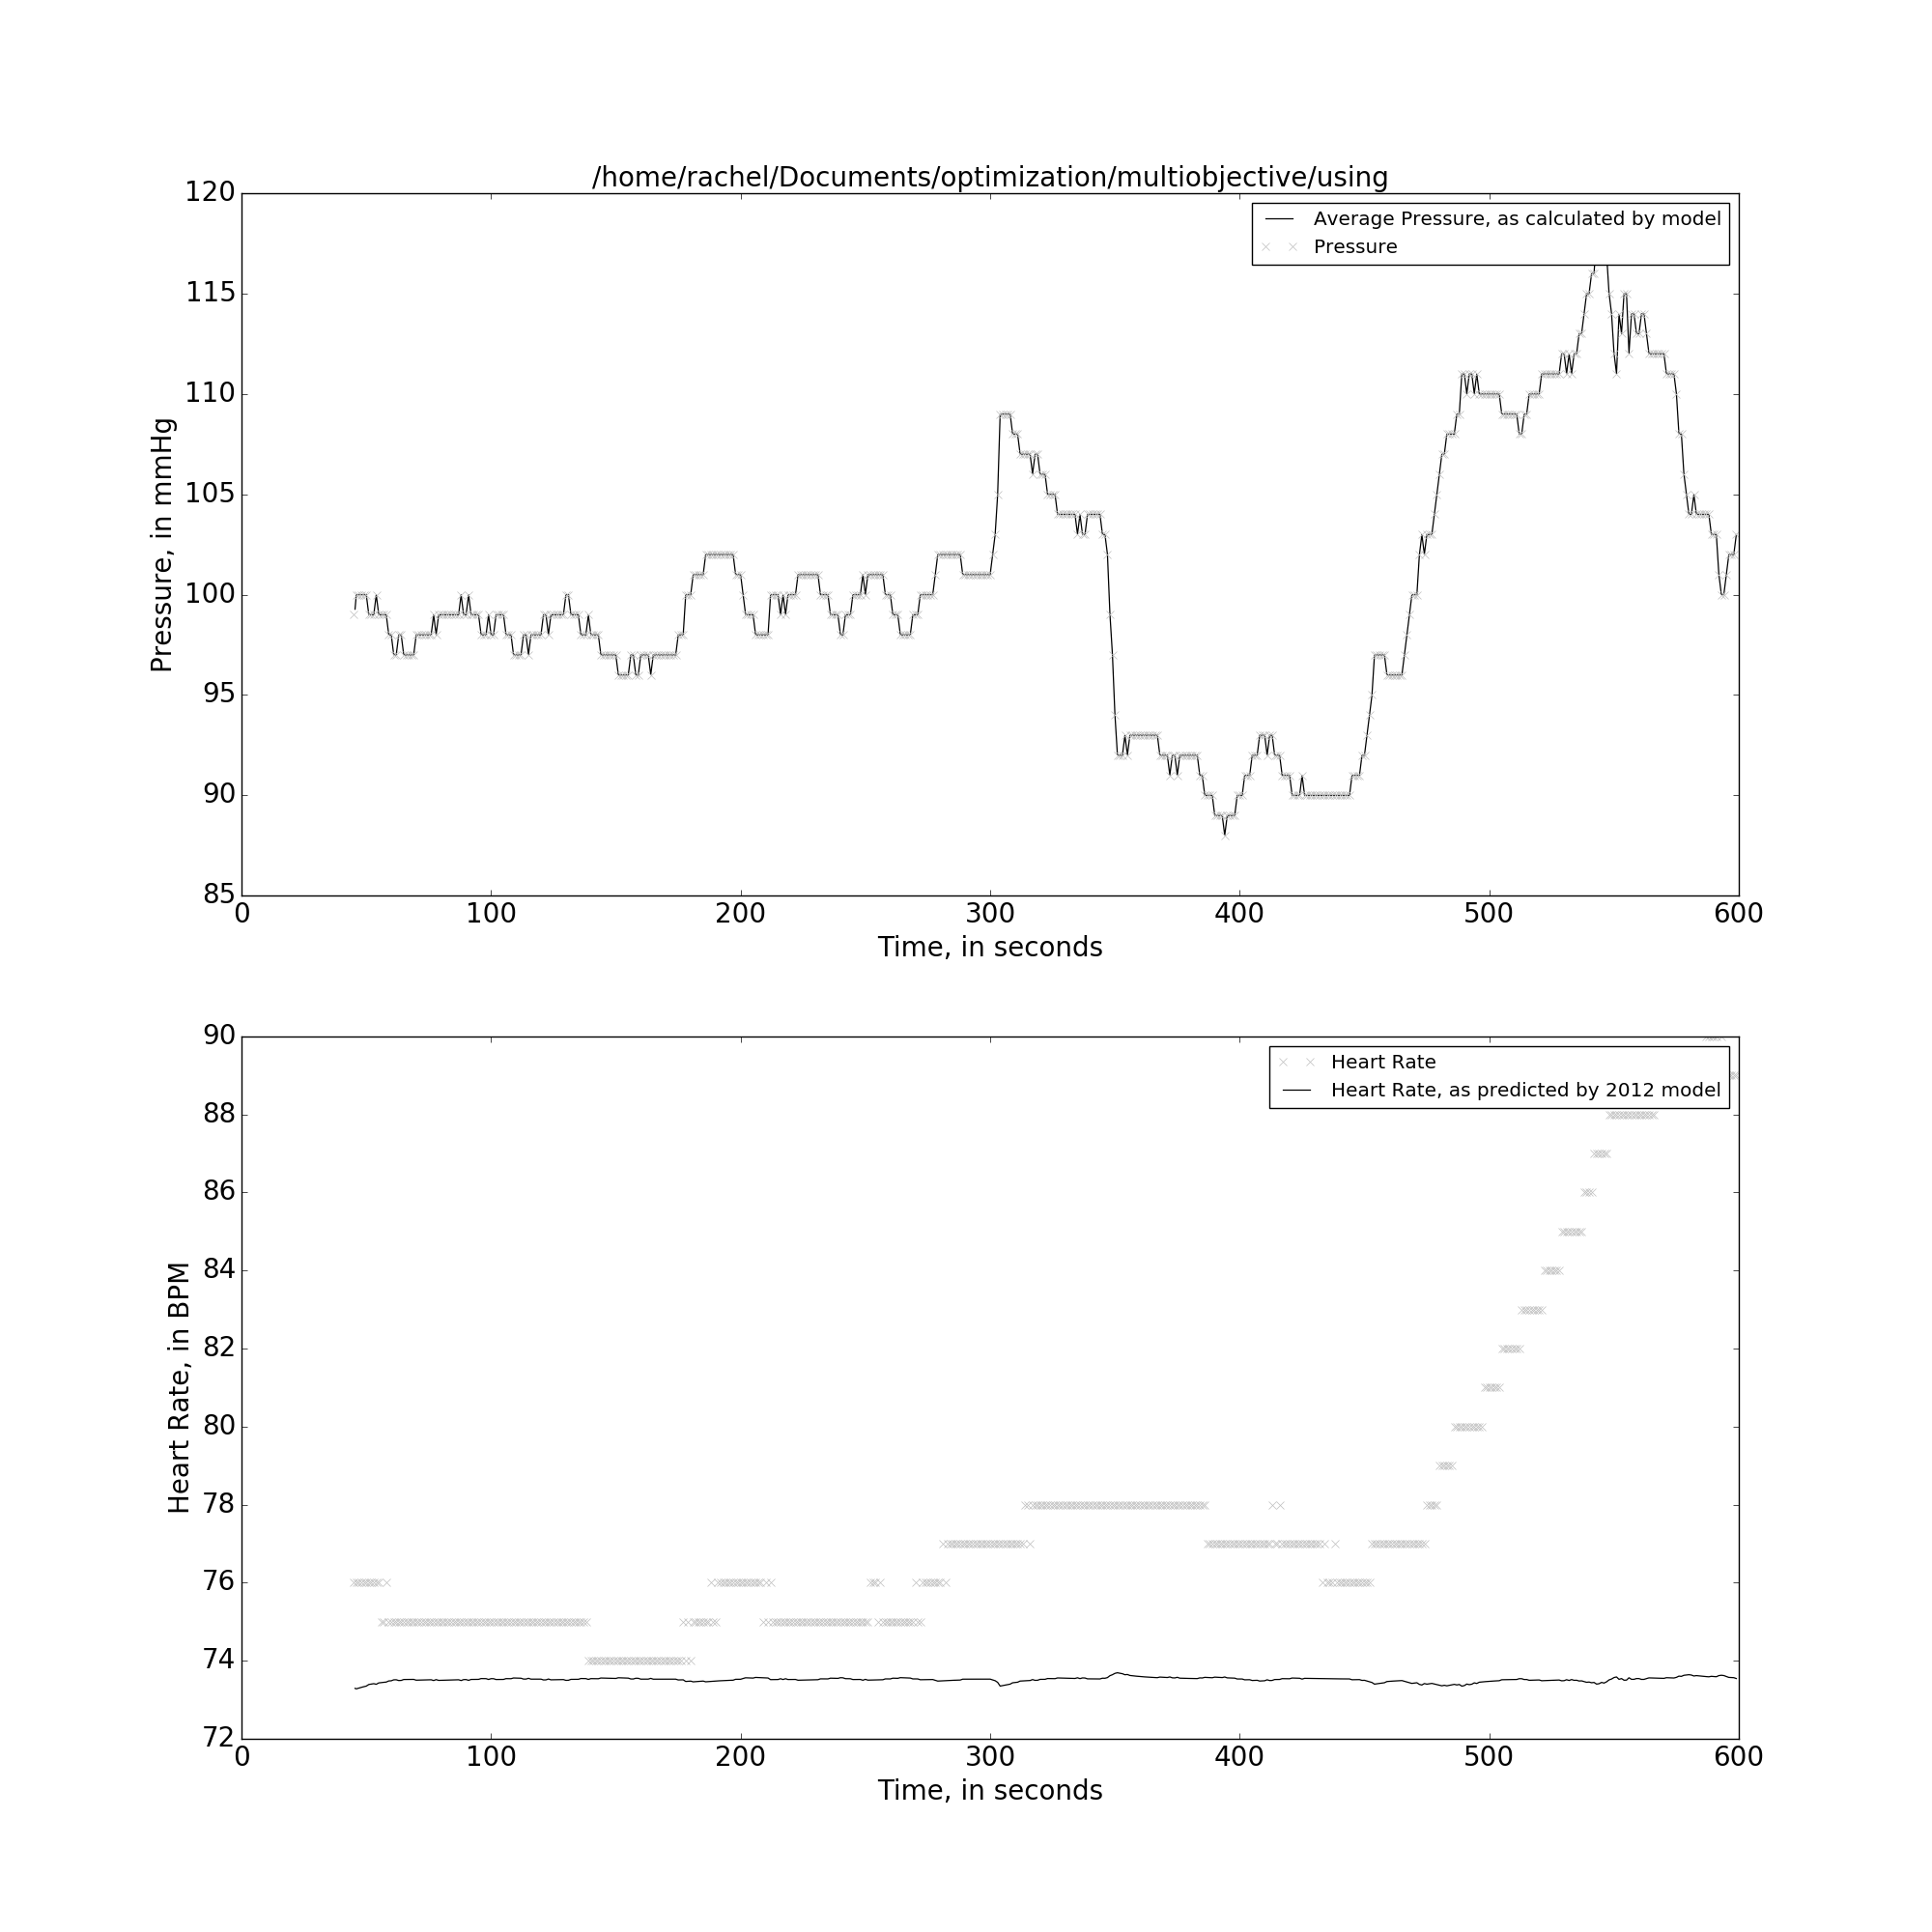 /home/rachel/Documents/optimization/multiobjective/using
120
115
110
105
100
95
90
85
Pressure, in mmHg
Average Pressure, as calculated by model
Pressure
0 100 200 300 400 500 600
Time, in seconds
90
88
86
84
82
80
78
76
74
72
Heart Rate, in BPM
Heart Rate
Heart Rate, as predicted by 2012 model
0 100 200 300 400 500 600
Time, in seconds